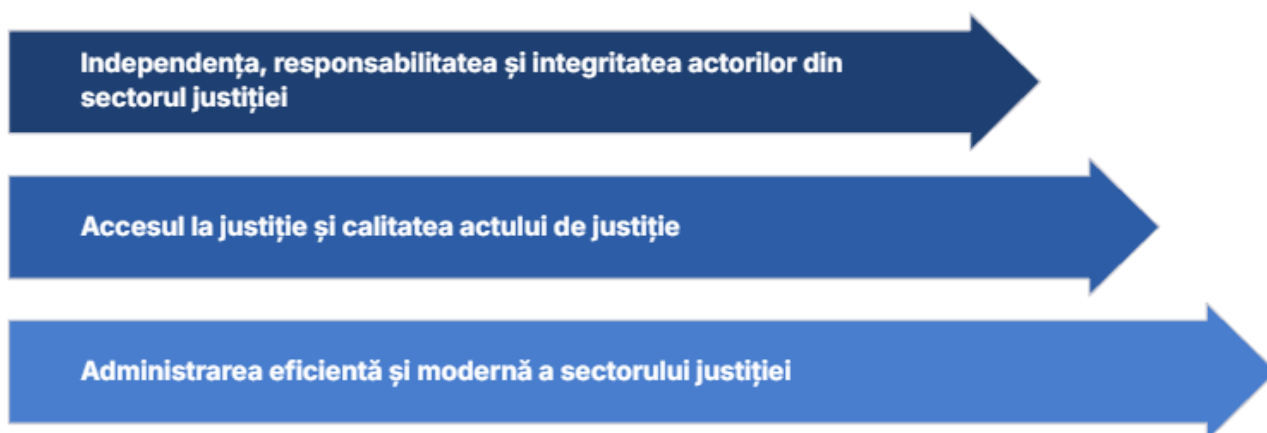 Independența, responsabilitatea și integritatea actorilor din
sectorul justiției
Accesul la justiție și calitatea actului de justiție
Administrarea eficientă și modernă a sectorului justiției